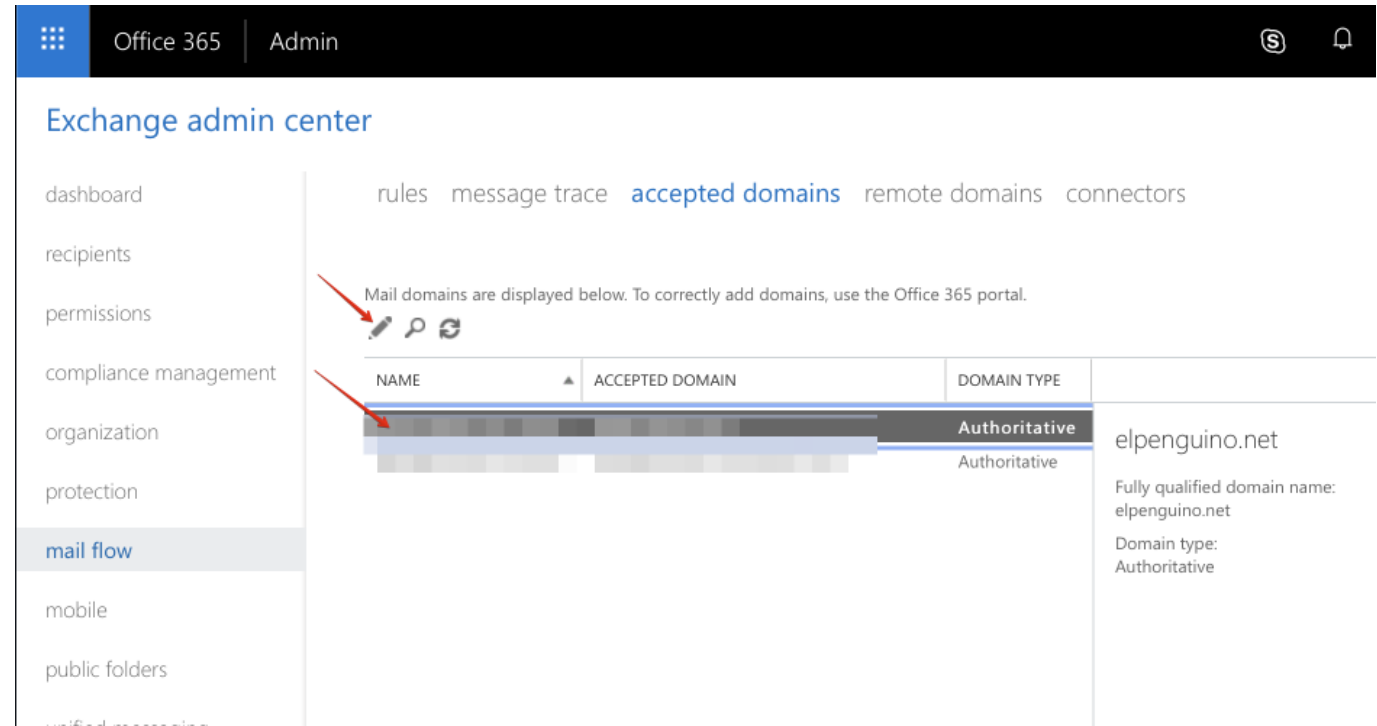 Office 365 Admin
Exchange admin center
dashboard
recipients
permissions
compliance management
organization
protection
mail flow
mobile
public folders
rules message trace accepted domains remote domains connectors
Mail domains are displayed below. To correctly add domains, use the Office 365 portal.
NAME ACCEPTED DOMAIN DOMAIN TYPE
Authoritative
Authoritative
elpenguino.net
Fully qualified domain name:
elpenguino.net
Domain type:
Authoritative